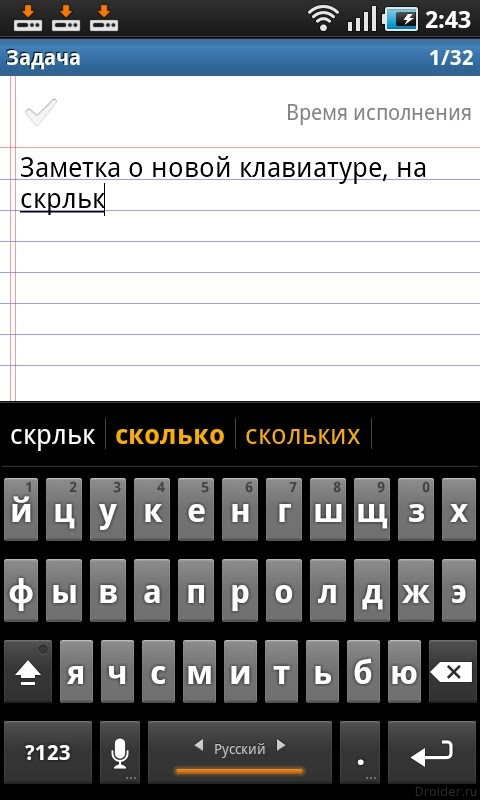 2:43
Задача 1/32
Время исполнения
Заметка о новой клавиатуре, на
скрльк
скрльк сколько скольких
1 2 3 4 5 6 7 8 9 0
й ц у к е н г ш щ з х
ф ы в а п р о л д ж э
я ч с м и т ь б ю
?123 ... Русский . ...
Droider.ru